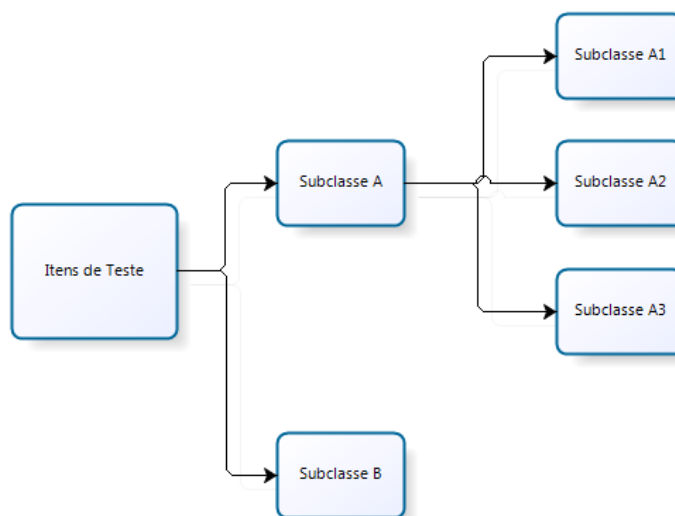 Itens de Teste
Subclasse A
Subclasse B
Subclasse A1
Subclasse A2
Subclasse A3